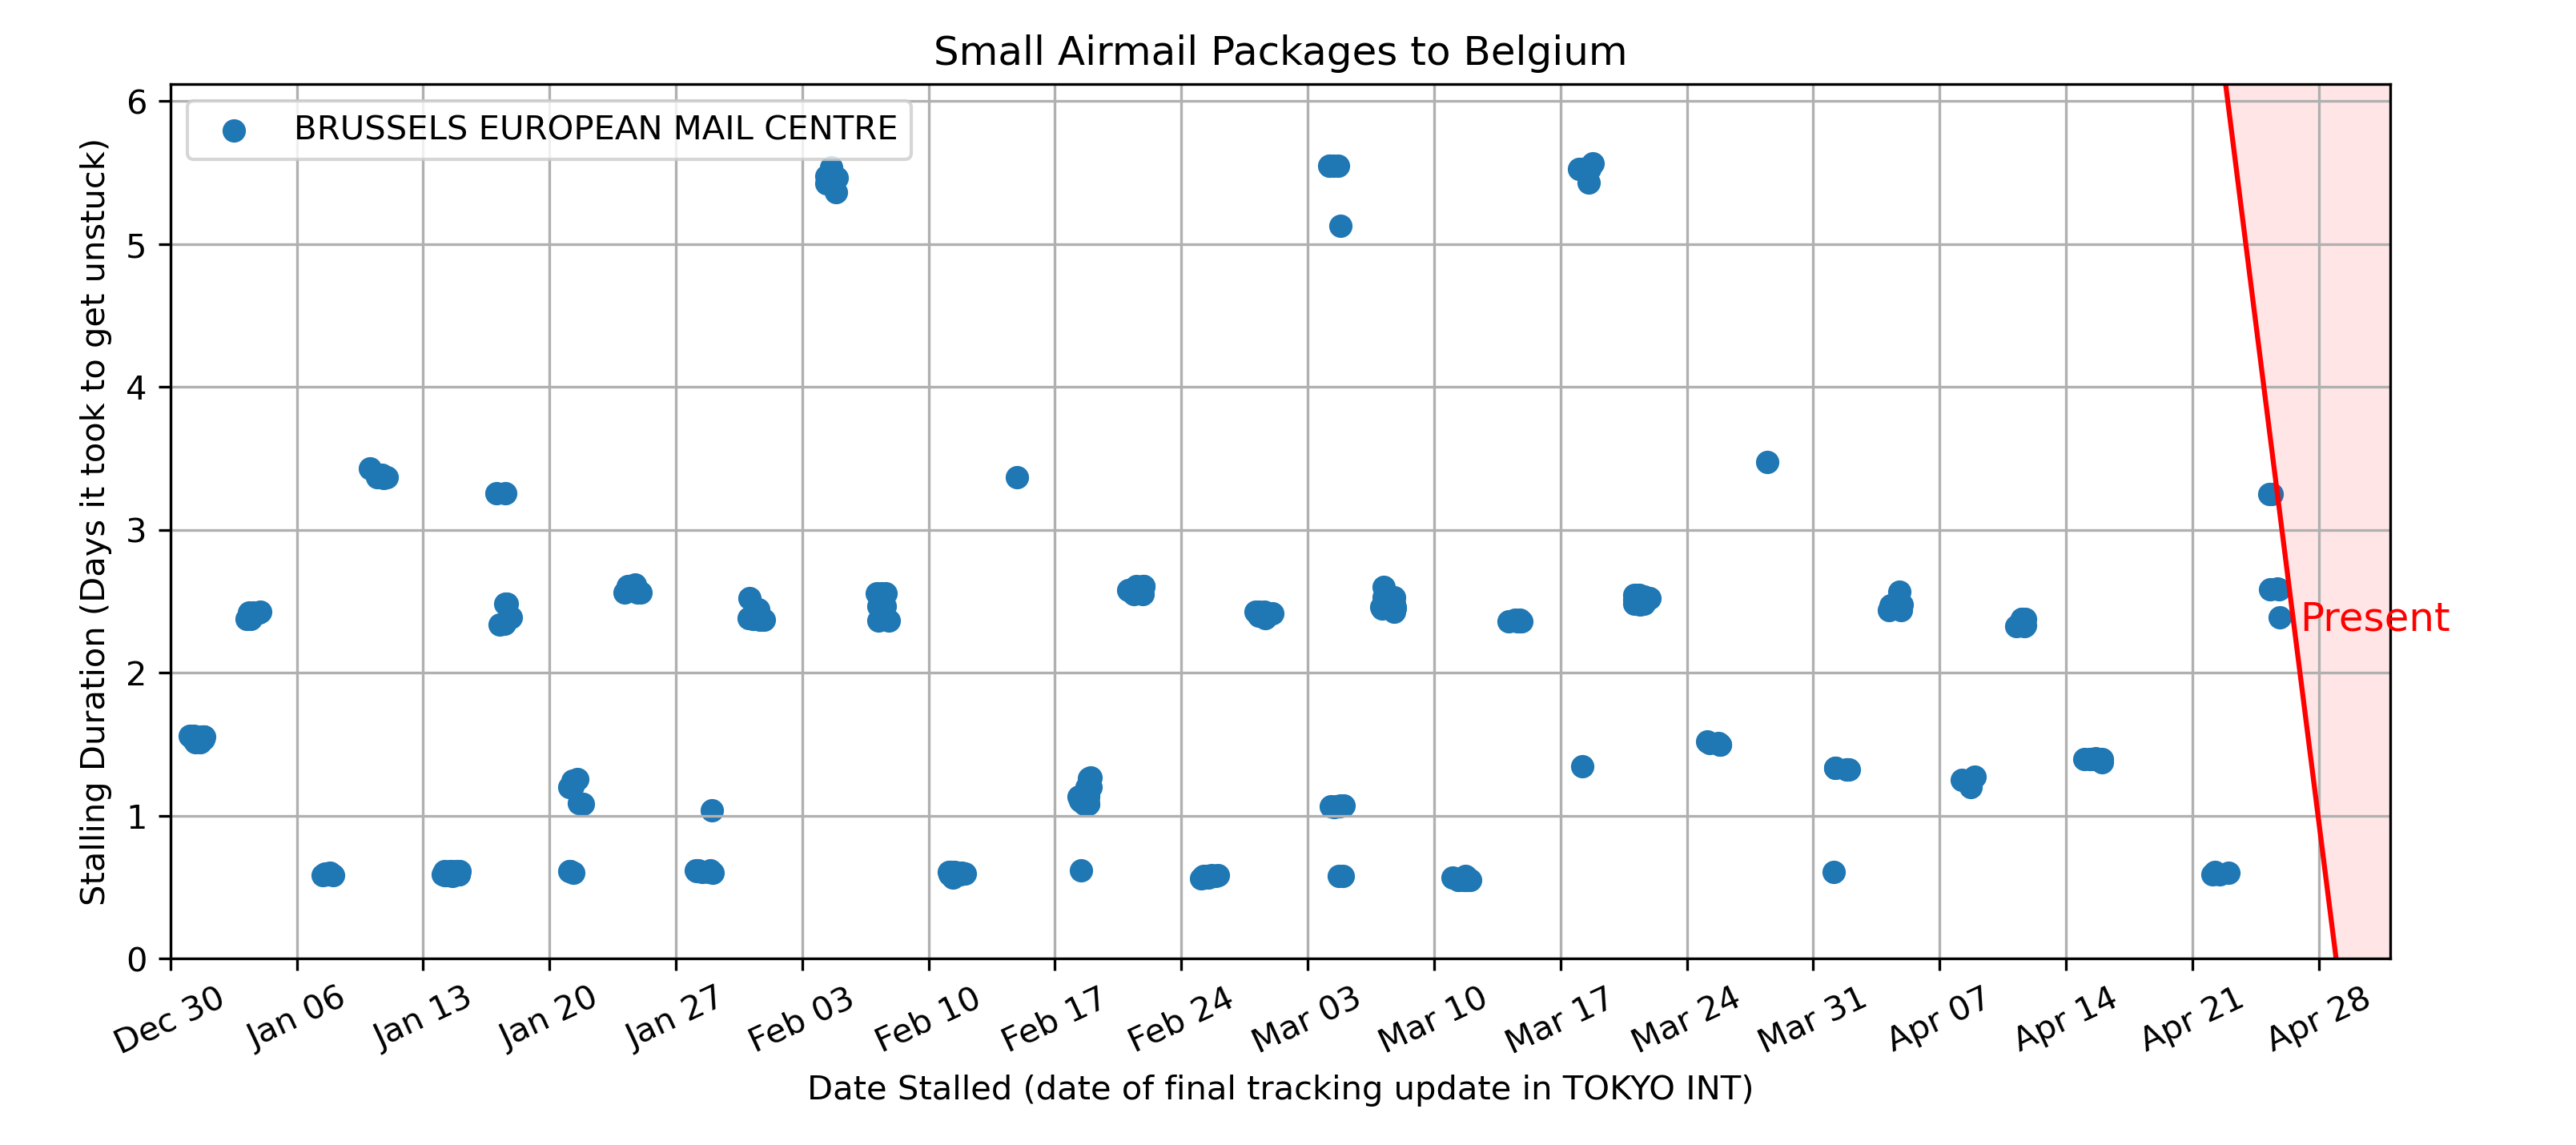 Small Airmail Packages to Belgium
BRUSSELS EUROPEAN MAIL CENTRE
Stalling Duration (Days it took to get unstuck)
6
5
4
3
2
1
0
Present
Dec 30
Jan 06
Jan 13
Jan 20
Jan 27
Feb 03
Feb 10
Feb 17
Feb 24
Mar 03
Mar 10
Mar 17
Mar 24
Mar 31
Apr 07
Apr 14
Apr 21
Apr 28
Date Stalled (date of final tracking update in TOKYO INT)